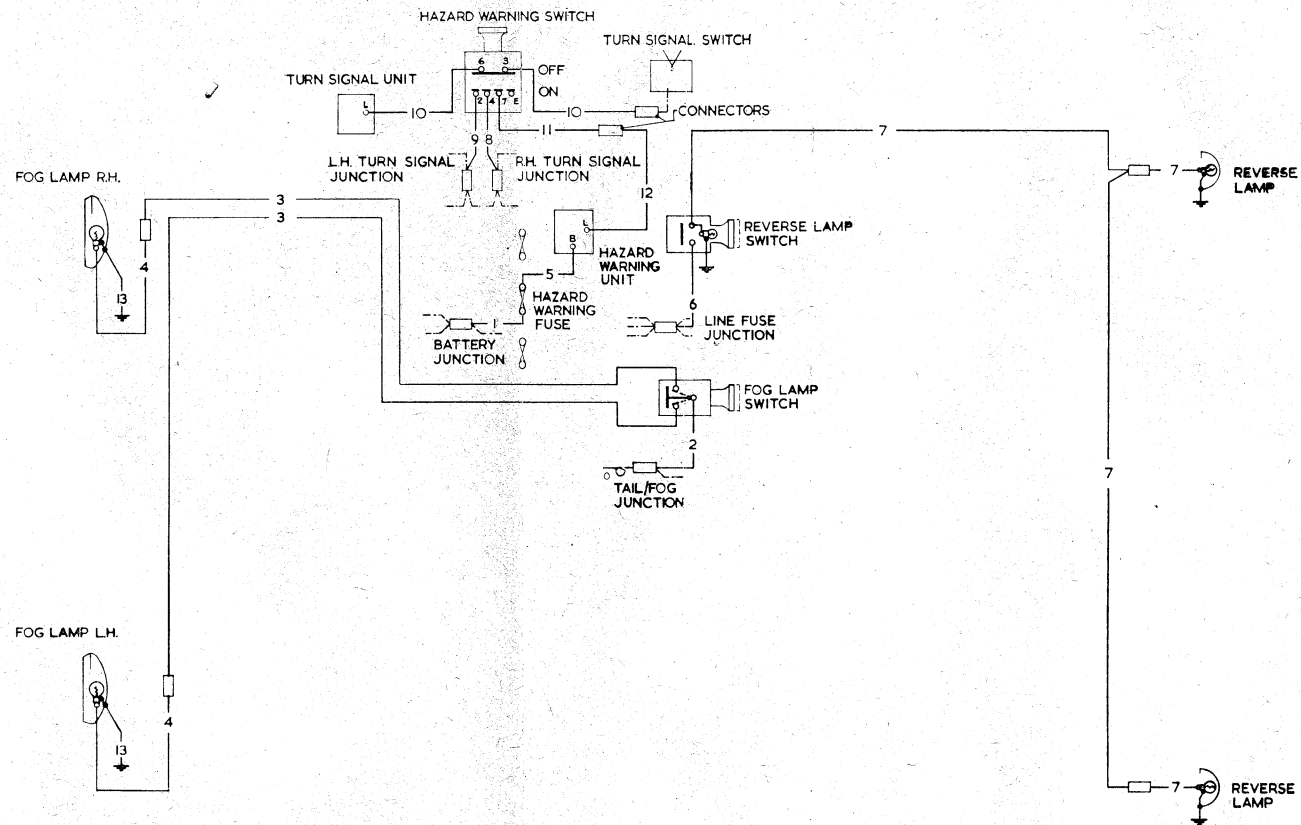 HAZARD WARNING SWITCH
TURN SIGNAL. SWITCH
6 3
OFF
TURN SIGNAL UNIT
ON
L
2 4 7 E
10
10
CONNECTORS
11
7
9 8
L.H. TURN SIGNAL
JUNCTION
R.H. TURN SIGNAL
JUNCTION
FOG LAMP R.H.
7
REVERSE
LAMP
12
3
3
L
B
REVERSE LAMP
SWITCH
4
HAZARD
WARNING
UNIT
5
13
HAZARD
WARNING
FUSE
6
1
LINE FUSE
JUNCTION
BATTERY
JUNCTION
FOG LAMP
SWITCH
2
7
TAIL/FOG
JUNCTION
FOG LAMP L.H.
4
13
7
REVERSE
LAMP